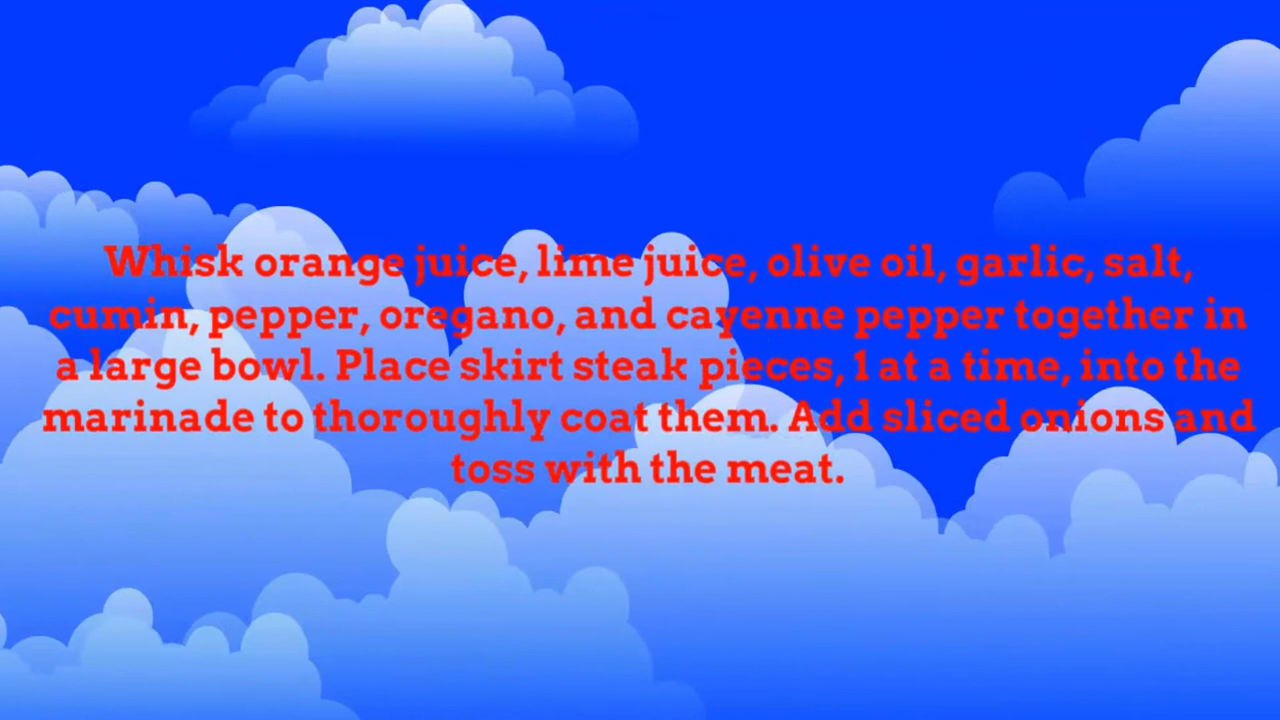 Whisk orange juice, lime juice, olive oil, garlic, salt,
cumin, pepper, oregano, and cayenne pepper together in
a large bowl. Place skirt steak pieces, 1 at a time, into the
marinade to thoroughly coat them. Add sliced onions and
toss with the meat.